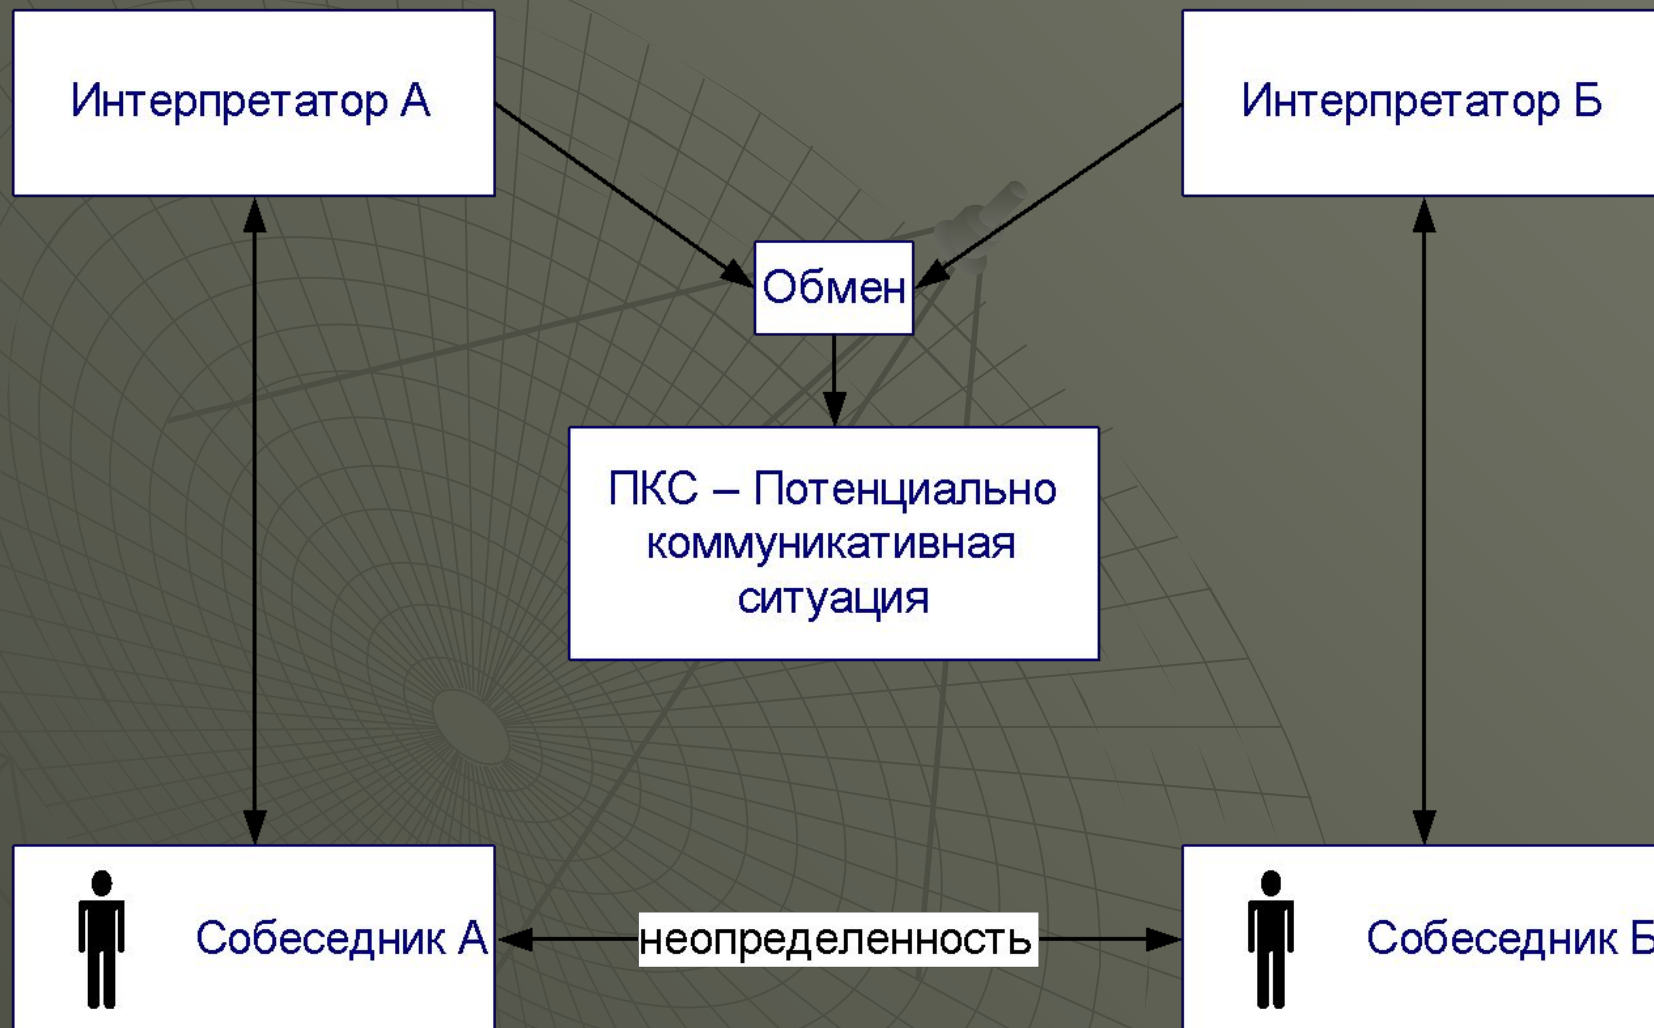 Интерпретатор А
Интерпретатор Б
Обмен
ПКС – Потенциально
коммуникативная
ситуация
Собеседник А
неопределенность
Собеседник Б